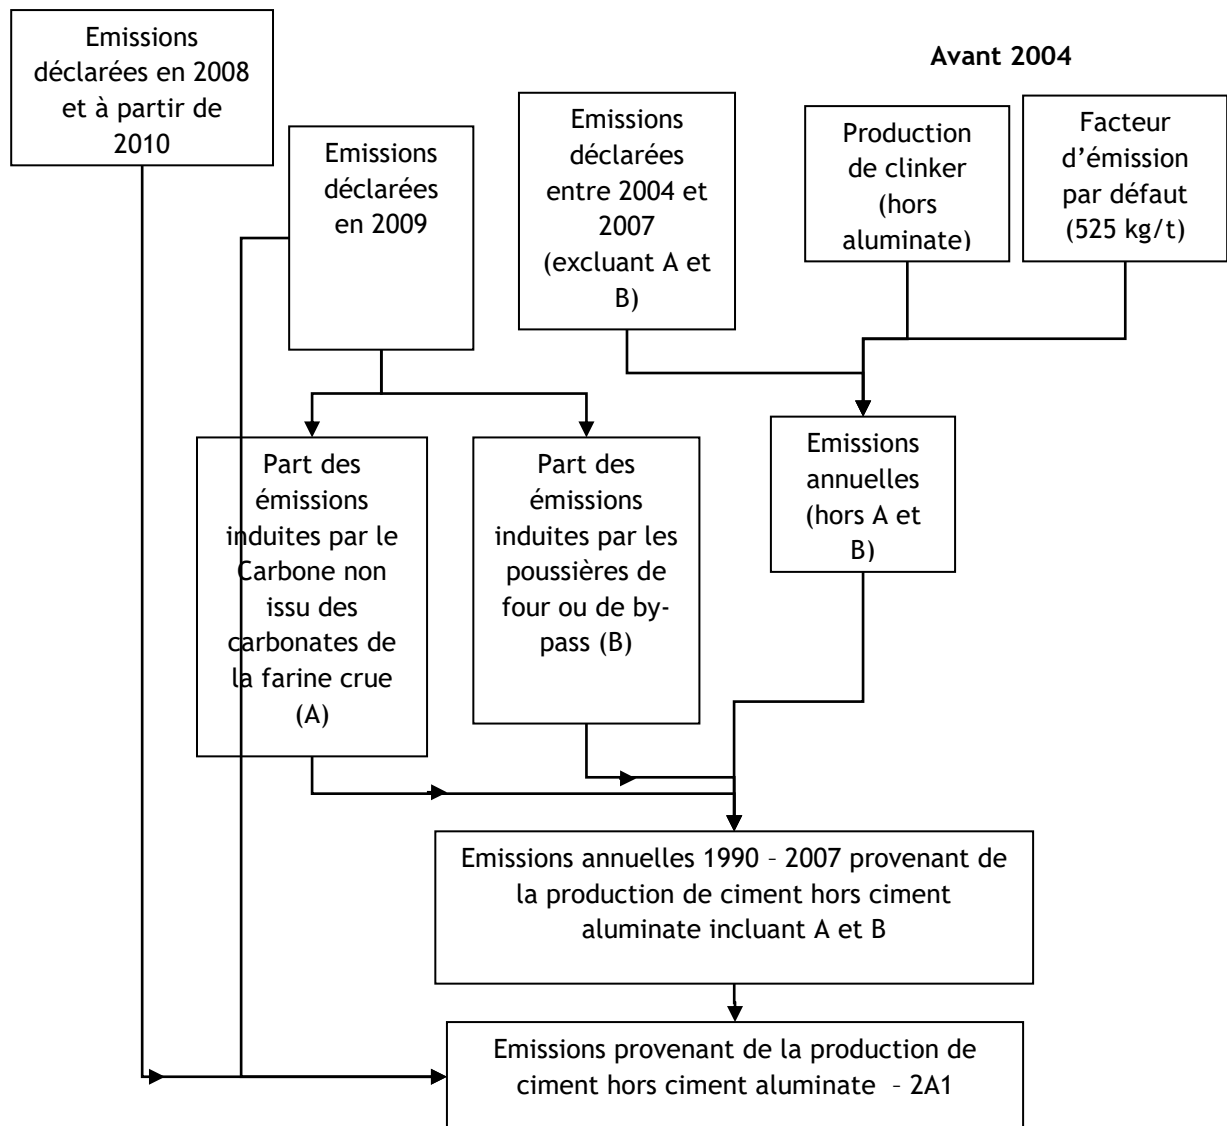 Emissions
déclarées en 2008
et à partir de
2010
Avant 2004
Emissions
déclarées
en 2009
Emissions
déclarées
entre 2004 et
2007
(excluant A et
B)
Production
de clinker
(hors
aluminate)
Facteur
d’émission
par défaut
(525 kg/t)
Part des
émissions
induites par le
Carbone non
issu des
carbonates de
la farine crue
(A)
Part des
émissions
induites par les
poussières de
four ou de by-
pass (B)
Emissions
annuelles
(hors A et
B)
Emissions annuelles 1990 – 2007 provenant de
la production de ciment hors ciment
aluminate incluant A et B
Emissions provenant de la production de
ciment hors ciment aluminate – 2A1